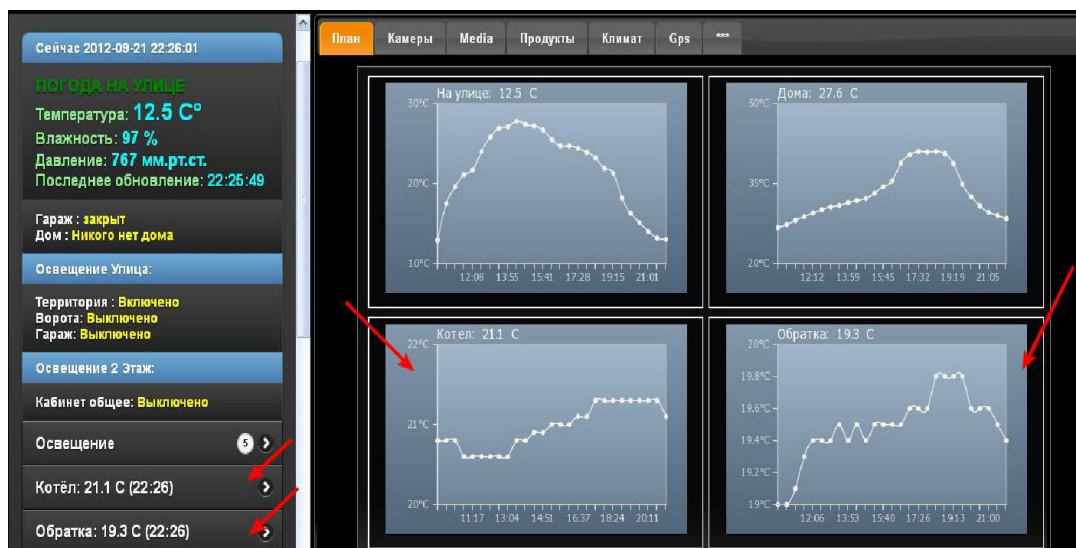 Сейчас 2012-09-21 22:26:01
ПОГОДА НА УЛИЦЕ
Температура: 12.5 C°
Влажность: 97 %
Давление: 767 мм.рт.ст.
Последнее обновление: 22:25:49
Гараж : закрыт
Дом : Никого нет дома
Освещение Улица:
Территория : Включено
Ворота: Выключено
Гараж: Выключено
Освещение 2 Этаж:
Кабинет общее: Выключено
Освещение 5
Котёл: 21.1 C (22:26)
Обратка: 19.3 C (22:26)
План Камеры Media Продукты Климат Gps ***
На улице: 12.5 C
30°C
20°C
10°C
12:08 13:55 15:41 17:28 19:15 21:01
Дома: 27.6 C
50°C
35°C
20°C
12:12 13:59 15:45 17:32 19:19 21:05
Котел: 21.1 C
22°C
21°C
20°C
11:17 13:04 14:51 16:37 18:24 20:11
Обратка: 19.3 C
20°C
19.8°C
19.6°C
19.4°C
19.2°C
19°C
12:06 13:53 15:40 17:26 19:13 21:00